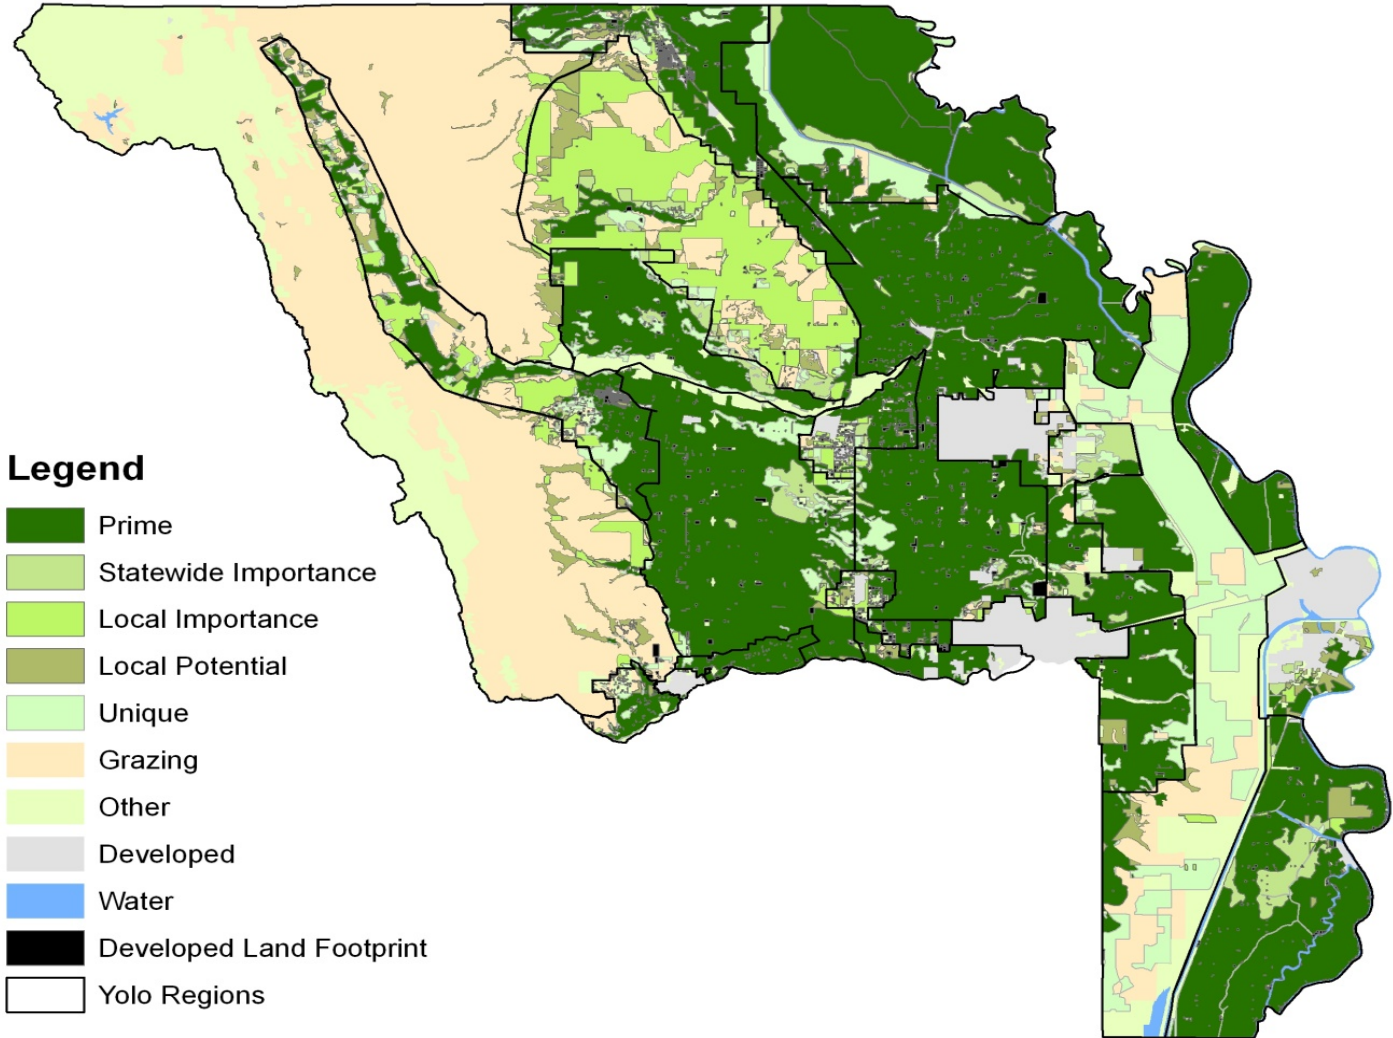 Legend
Prime
Statewide Importance
Local Importance
Local Potential
Unique
Grazing
Other
Developed
Water
Developed Land Footprint
Yolo Regions